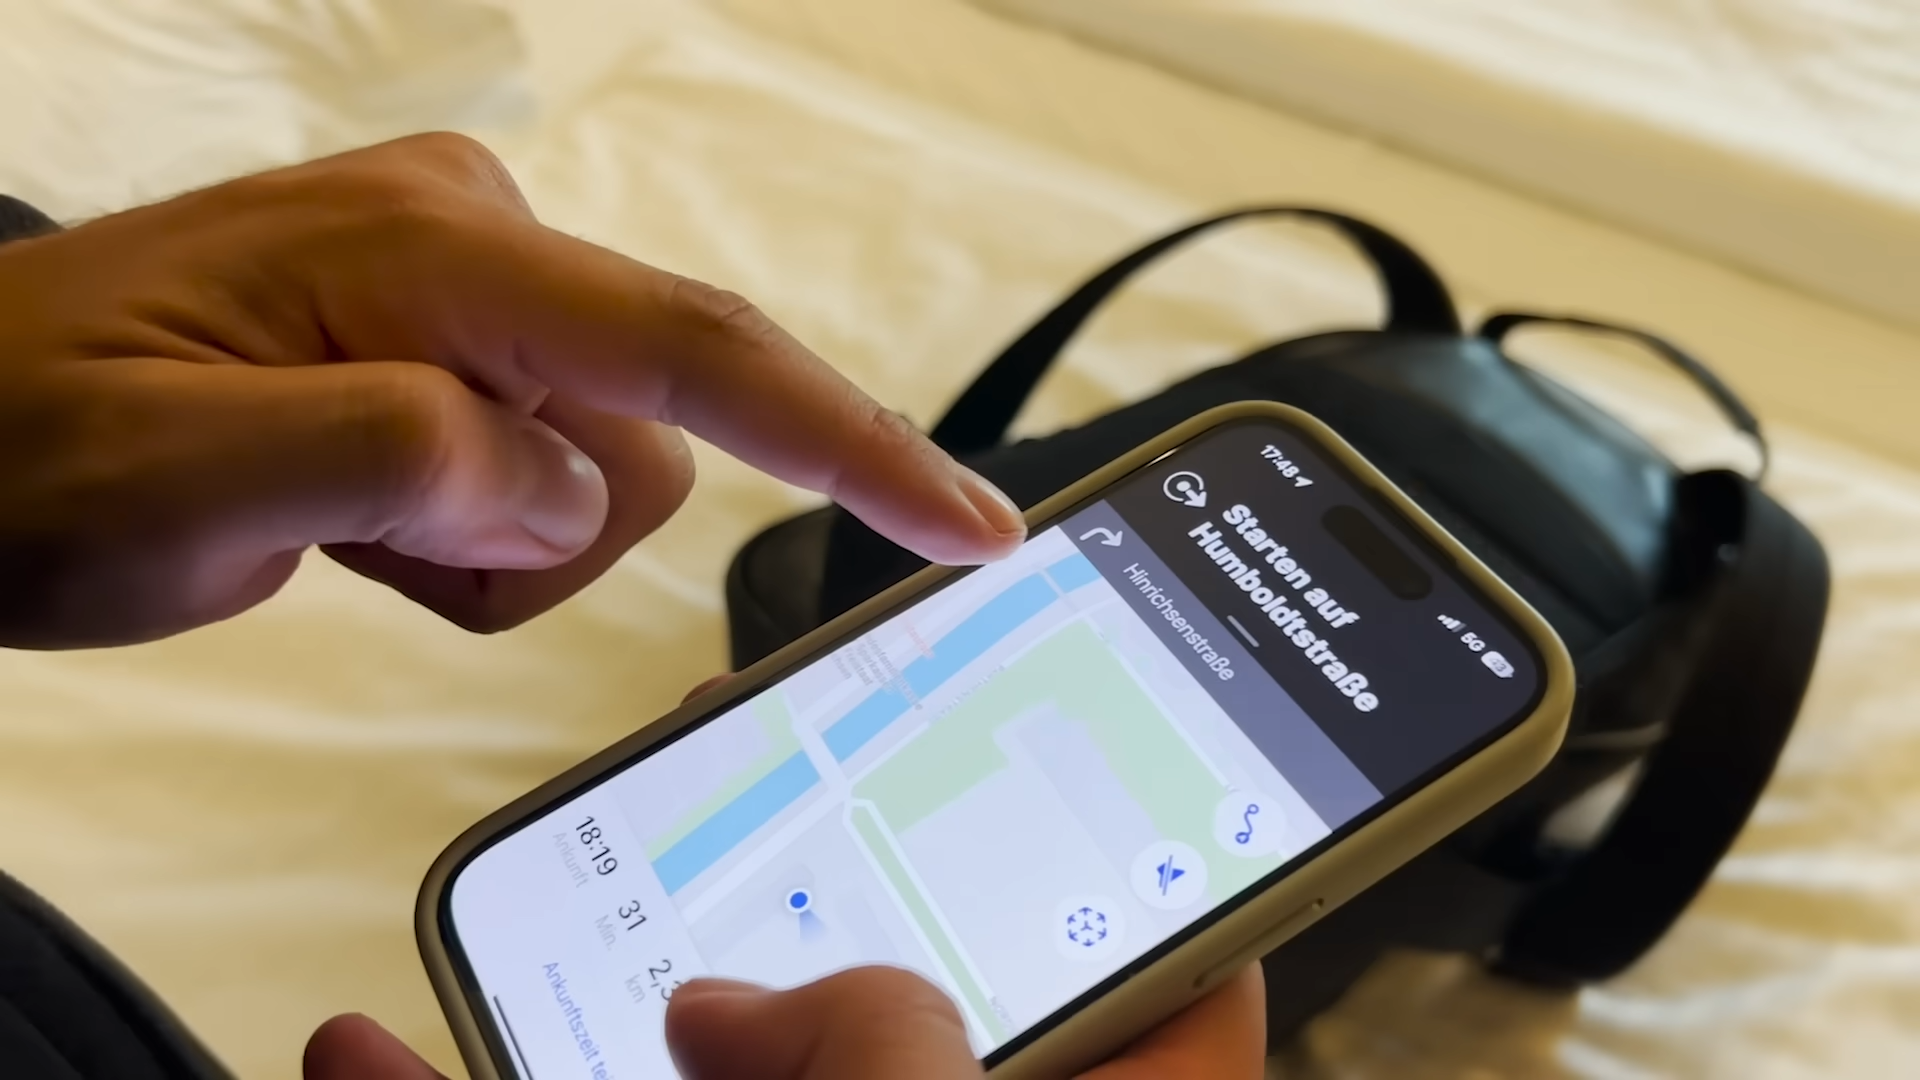 17:48
5G
Starten auf
Humboldtstraße
Hinrichsenstraße
18:19
Ankunft
31
Min.
km
Ankunftszeit